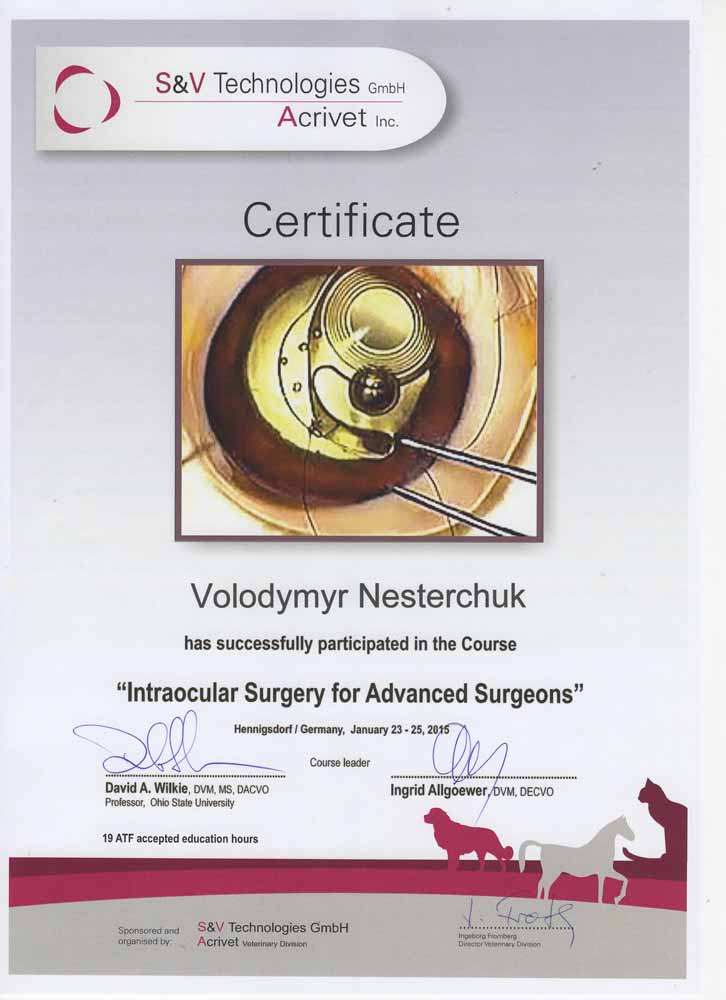 S&V Technologies GmbH
Acrivet Inc.
Certificate
Volodymyr Nesterchuk
has successfully participated in the Course
“Intraocular Surgery for Advanced Surgeons”
Hennigsdorf / Germany, January 23 - 25, 2015
Course leader
David A. Wilkie, DVM, MS, DACVO
Professor, Ohio State University
Ingrid Allgoewer, DVM, DECVO
19 ATF accepted education hours
Sponsored and
organised by:
S&V Technologies GmbH
Acrivet Veterinary Division
Ingeborg Fromberg
Director Veterinary Division